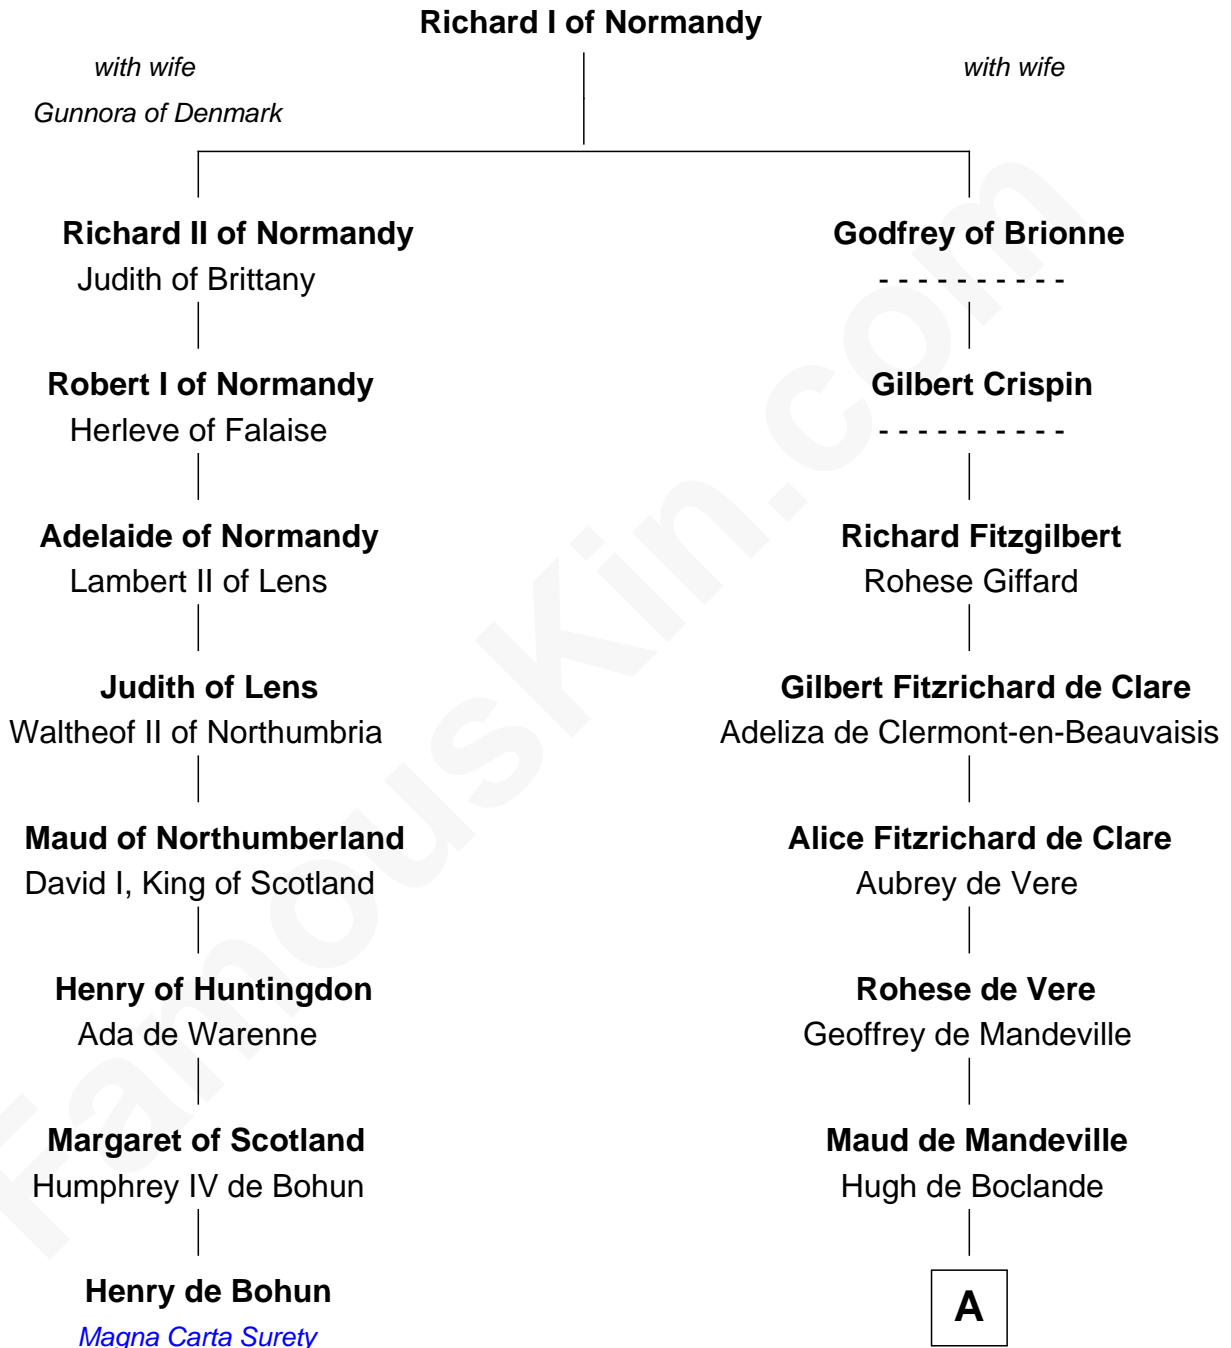 Richard I of Normandy
with wife
Gunnora of Denmark
with wife
Richard II of Normandy
Judith of Brittany
Godfrey of Brionne
- - - - - - - - - -
Robert I of Normandy
Herleve of Falaise
Gilbert Crispin
- - - - - - - - - -
Adelaide of Normandy
Lambert II of Lens
Richard Fitzgilbert
Rohese Giffard
Judith of Lens
Waltheof II of Northumbria
Gilbert Fitzrichard de Clare
Adeliza de Clermont-en-Beauvaisis
Maud of Northumberland
David I, King of Scotland
Alice Fitzrichard de Clare
Aubrey de Vere
Henry of Huntingdon
Ada de Warenne
Rohese de Vere
Geoffrey de Mandeville
Margaret of Scotland
Humphrey IV de Bohun
Maud de Mandeville
Hugh de Boclande
Henry de Bohun
Magna Carta Surety
A
FamousKin.com